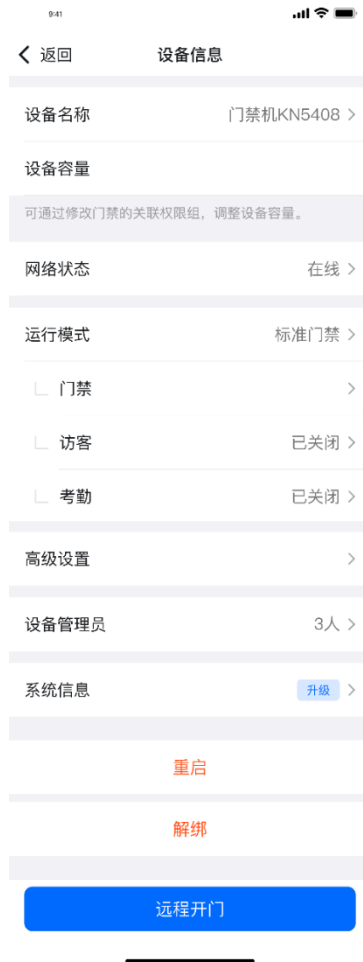 9:41
返回
设备信息
设备名称
门禁机KN5408
设备容量
可通过修改门禁的关联权限组，调整设备容量。
网络状态
在线
运行模式
标准门禁
门禁
访客
已关闭
考勤
已关闭
高级设置
设备管理员
3人
系统信息
升级
重启
解绑
远程开门